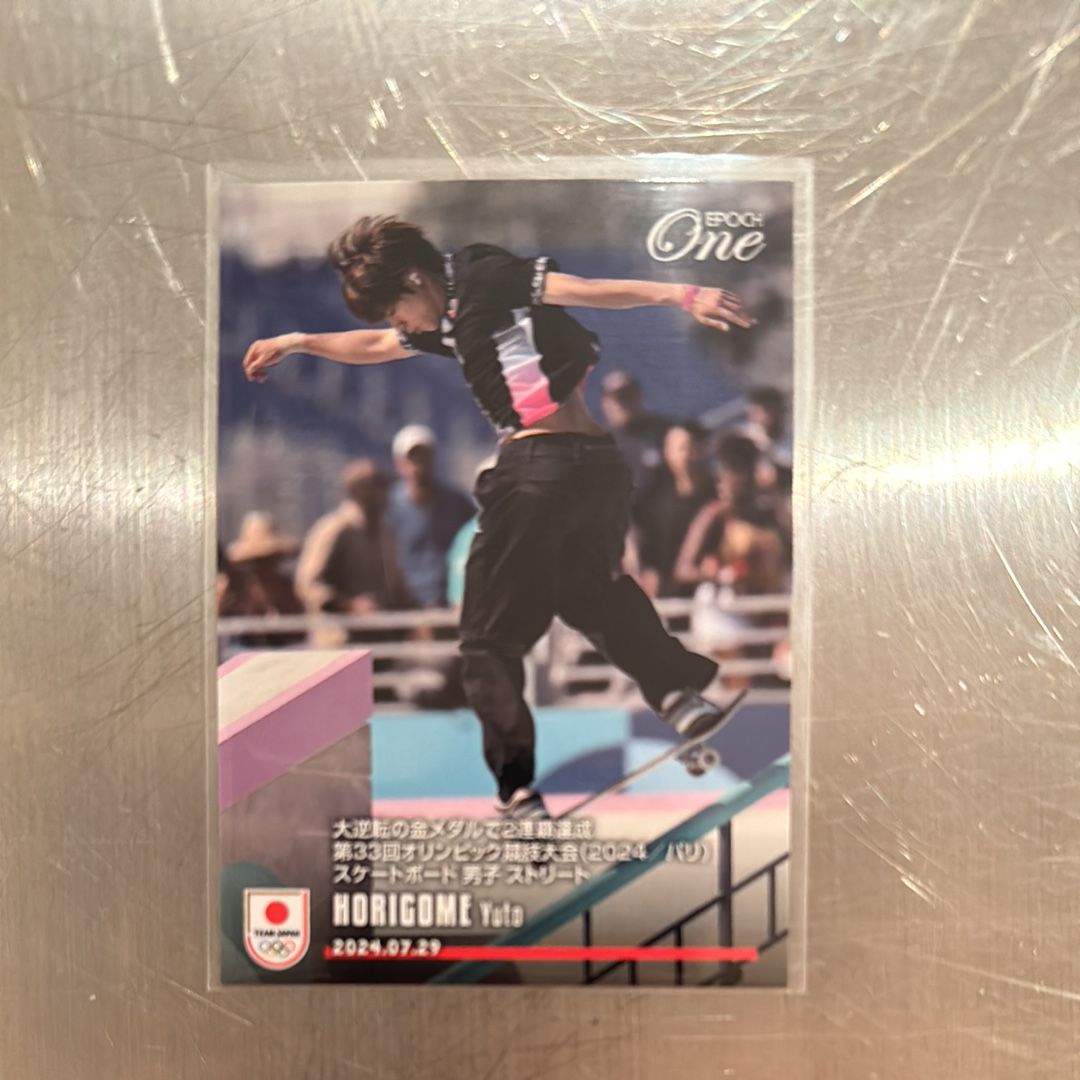 EPOCH
One
大逆転の金メダルで2連覇達成
第33回オリンピック競技大会(2024／パリ)
スケートボード 男子 ストリート
HORIGOME Yuto
TEAM JAPAN
2024.07.29